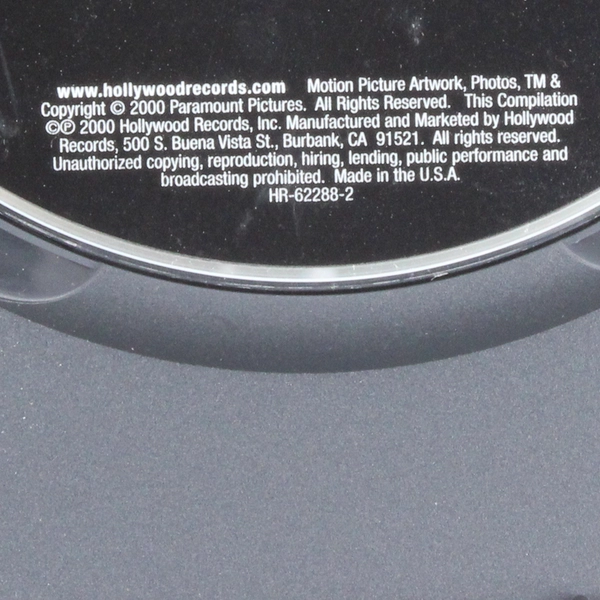 www.hollywoodrecords.com Motion Picture Artwork, Photos, TM &
Copyright © 2000 Paramount Pictures. All Rights Reserved. This Compilation
©℗ 2000 Hollywood Records, Inc. Manufactured and Marketed by Hollywood
Records, 500 S. Buena Vista St., Burbank, CA 91521. All rights reserved.
Unauthorized copying, reproduction, hiring, lending, public performance and
broadcasting prohibited. Made in the U.S.A.
HR-62288-2